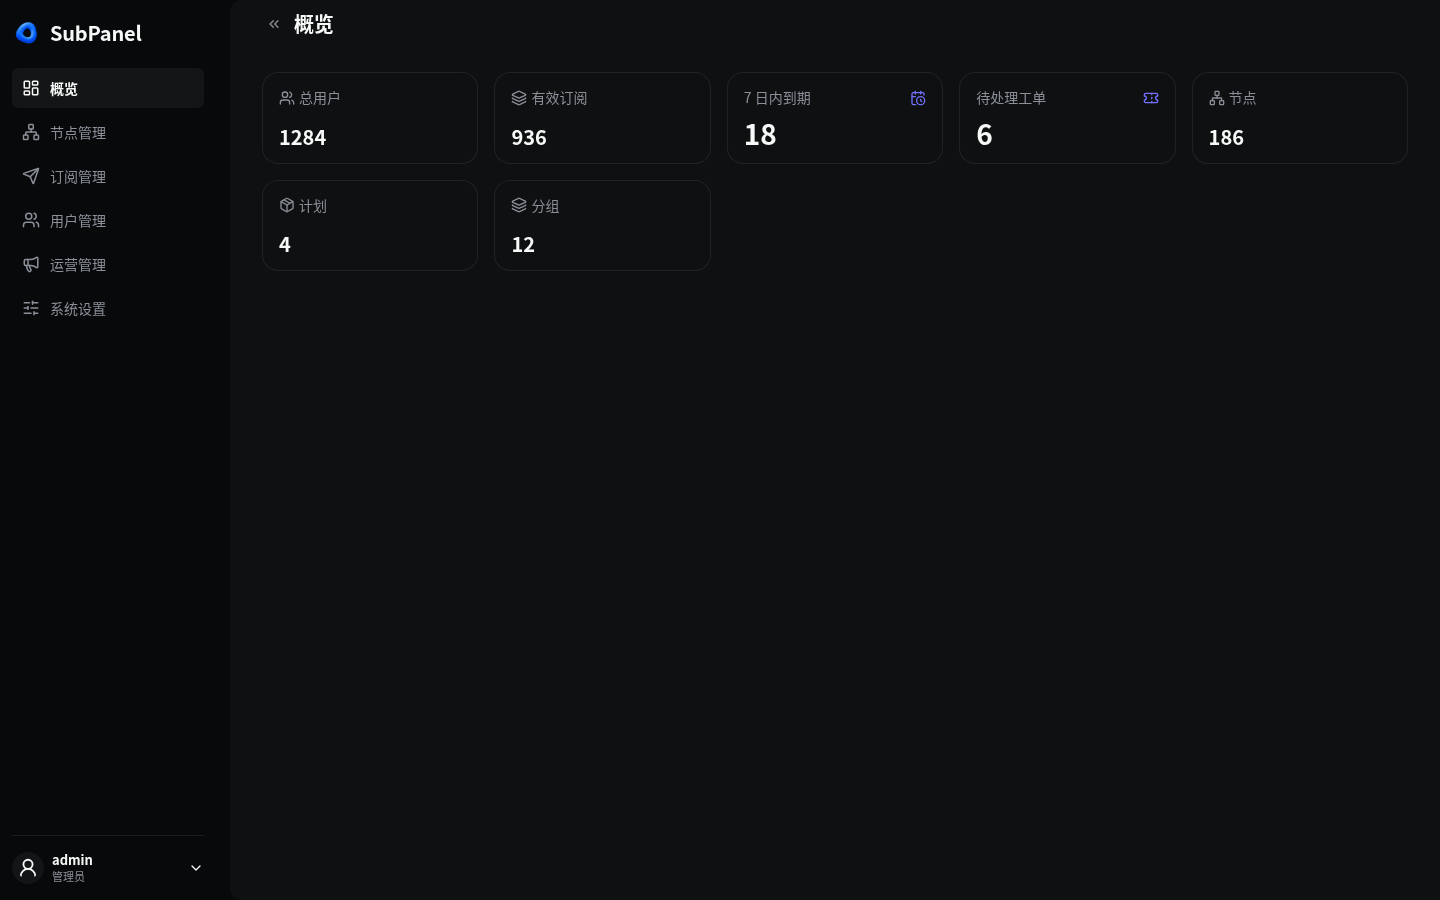 SubPanel
概览
节点管理
订阅管理
用户管理
运营管理
系统设置
admin
管理员
概览
总用户
1284
有效订阅
936
7 日内到期
18
待处理工单
6
节点
186
计划
4
分组
12